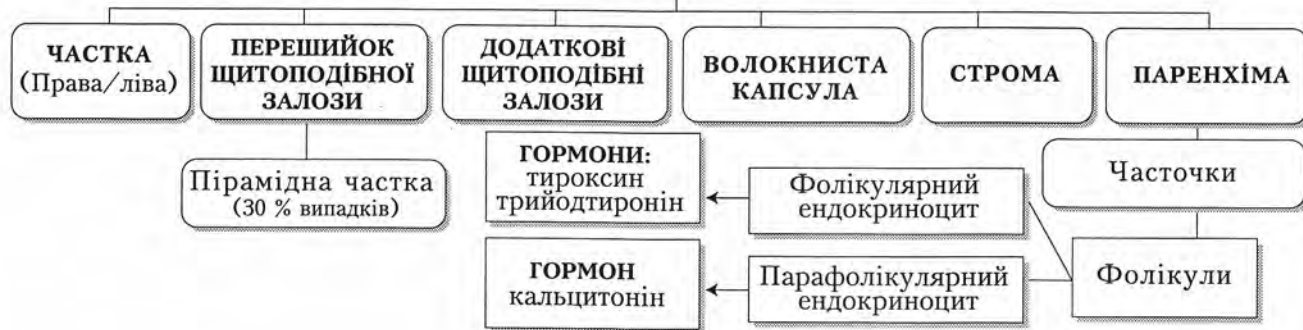 ЧАСТКА
(Права/ліва)
ПЕРЕШИЙОК
ЩИТОПОДІБНОЇ
ЗАЛОЗИ
ДОДАТКОВІ
ЩИТОПОДІБНІ
ЗАЛОЗИ
ВОЛОКНИСТА
КАПСУЛА
СТРОМА
ПАРЕНХІМА
Пірамідна частка
(30 % випадків)
ГОРМОНИ:
тироксин
трийодтиронін
Фолікулярний
ендокриноцит
Часточки
ГОРМОН
кальцитонін
Парафолікулярний
ендокриноцит
Фолікули